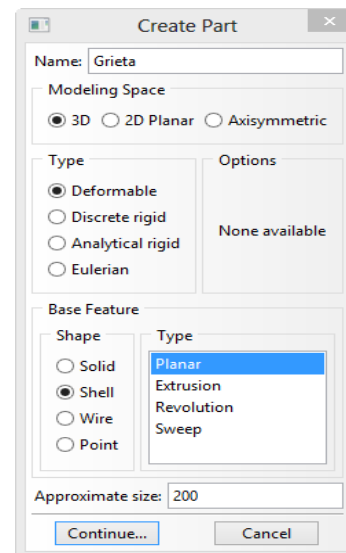 Create Part
Name: Grieta
Modeling Space
3D 2D Planar Axisymmetric
Type
Deformable
Discrete rigid
Analytical rigid
Eulerian
Options
None available
Base Feature
Shape
Solid
Shell
Wire
Point
Type
Planar
Extrusion
Revolution
Sweep
Approximate size: 200
Continue... Cancel